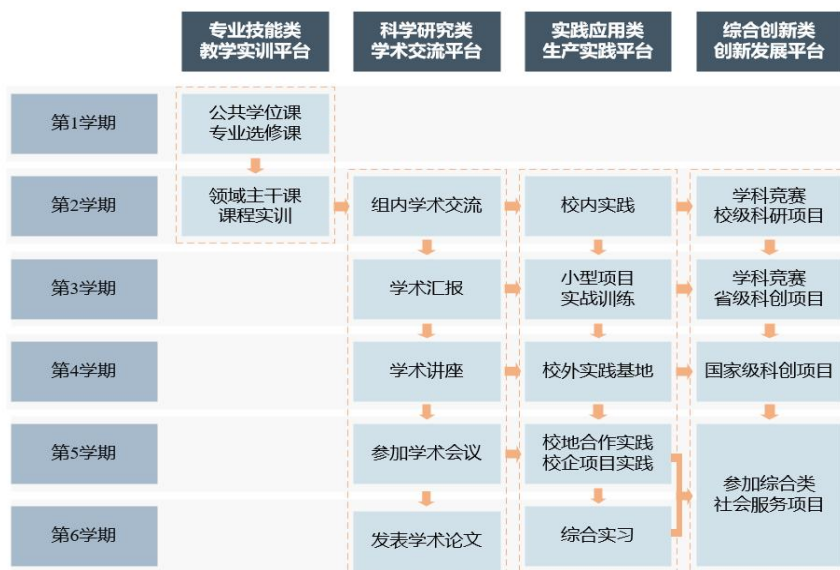 专业技能类
教学实训平台
科学研究类
学术交流平台
实践应用类
生产实践平台
综合创新类
创新发展平台
第1学期
公共学位课
专业选修课
第2学期
领域主干课
课程实训
组内学术交流
校内实践
学科竞赛
校级科研项目
第3学期
学术汇报
小型项目
实战训练
学科竞赛
省级科创项目
第4学期
学术讲座
校外实践基地
国家级科创项目
第5学期
参加学术会议
校地合作实践
校企项目实践
参加综合类
社会服务项目
第6学期
发表学术论文
综合实习